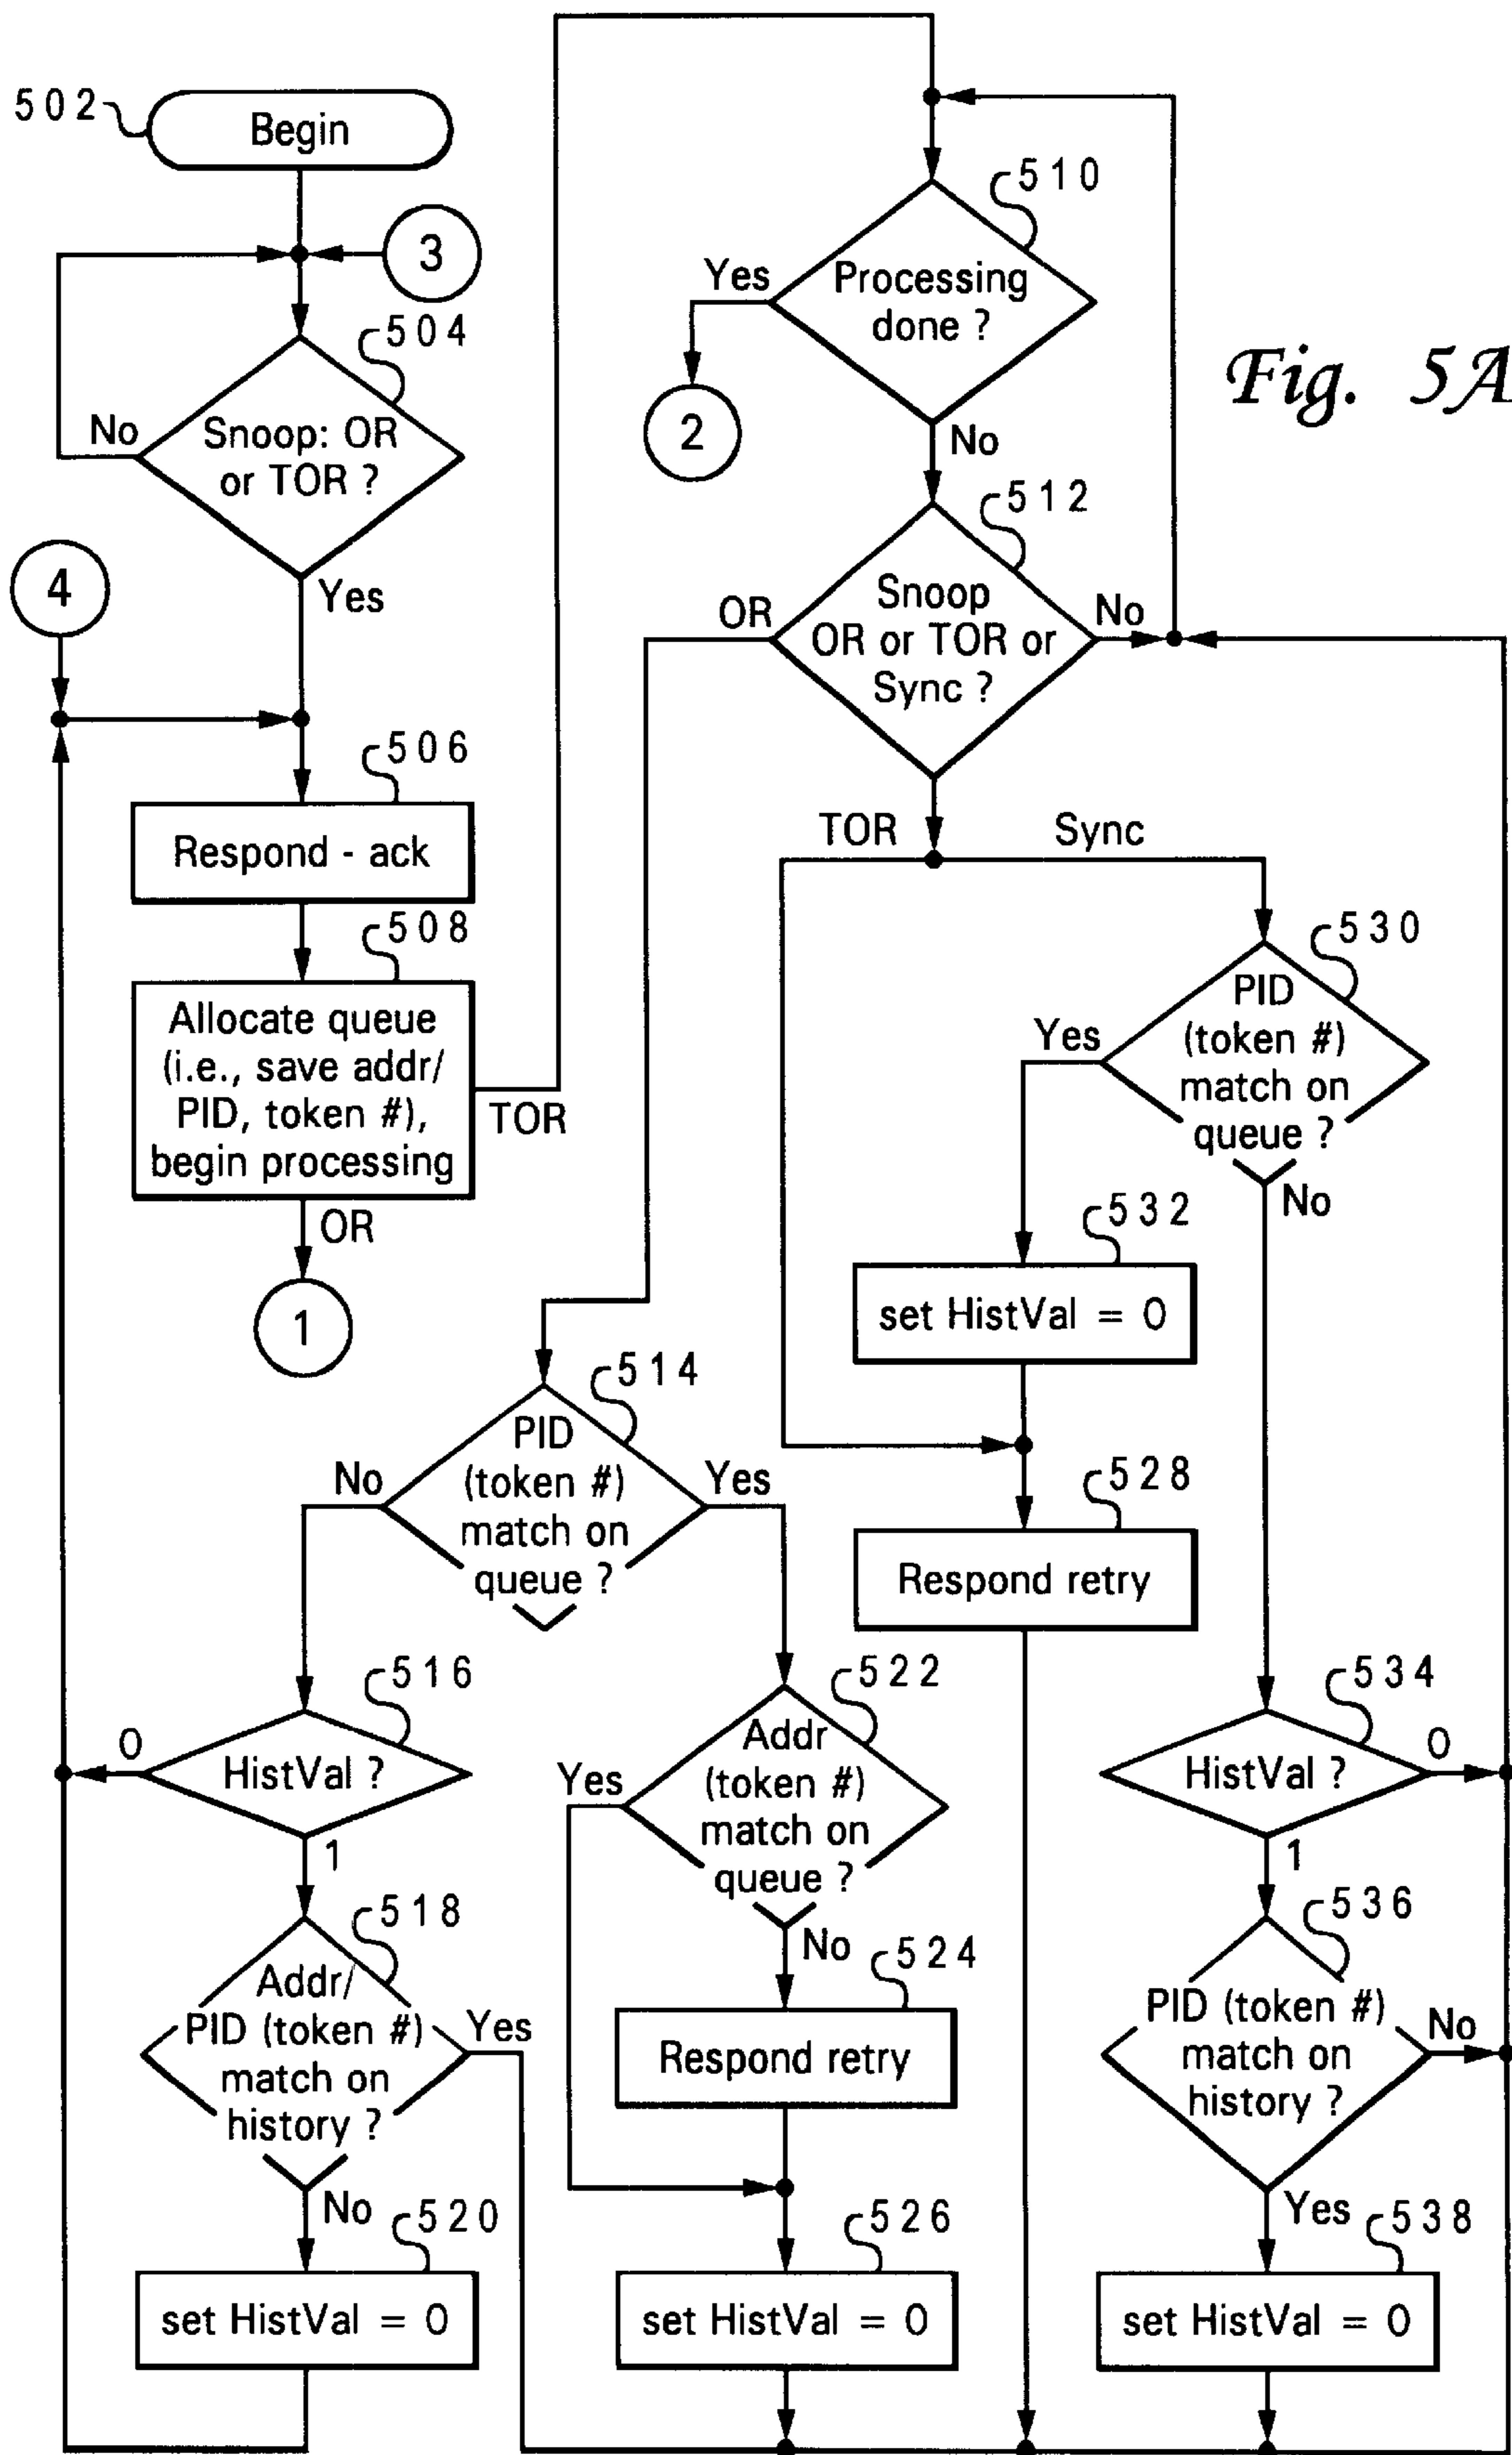 502
Begin
3
504
No
Snoop: OR
or TOR ?
Yes
4
506
Respond - ack
508
Allocate queue
(i.e., save addr/
PID, token #),
begin processing
TOR
OR
1
510
Yes
Processing
done ?
2
No
Fig. 5A
512
OR
Snoop
OR or TOR or
Sync ?
No
TOR
Sync
530
Yes
PID
(token #)
match on
queue ?
No
532
set HistVal = 0
514
No
PID
(token #)
match on
queue ?
Yes
528
Respond retry
516
0
HistVal ?
1
522
Yes
Addr
(token #)
match on
queue ?
No
534
HistVal ?
0
1
518
Addr/
PID (token #)
match on
history ?
Yes
No
524
Respond retry
536
PID (token #)
match on
history ?
No
Yes
520
set HistVal = 0
526
set HistVal = 0
538
set HistVal = 0